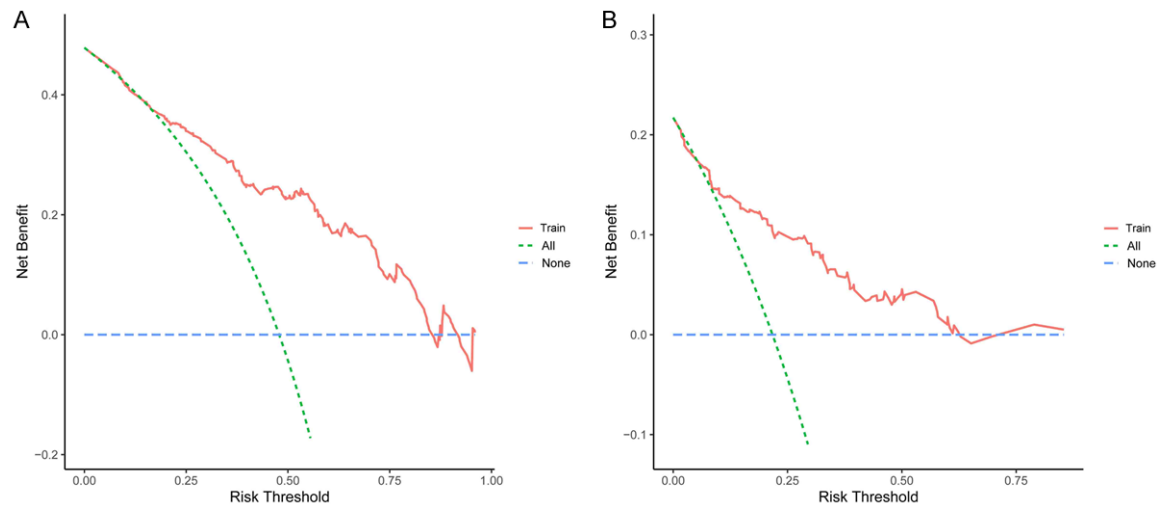 A
Net Benefit
0.4
0.2
0.0
−0.2
0.00
0.25
0.50
0.75
1.00
Risk Threshold
Train
All
None
B
Net Benefit
0.3
0.2
0.1
0.0
−0.1
0.00
0.25
0.50
0.75
Risk Threshold
Train
All
None